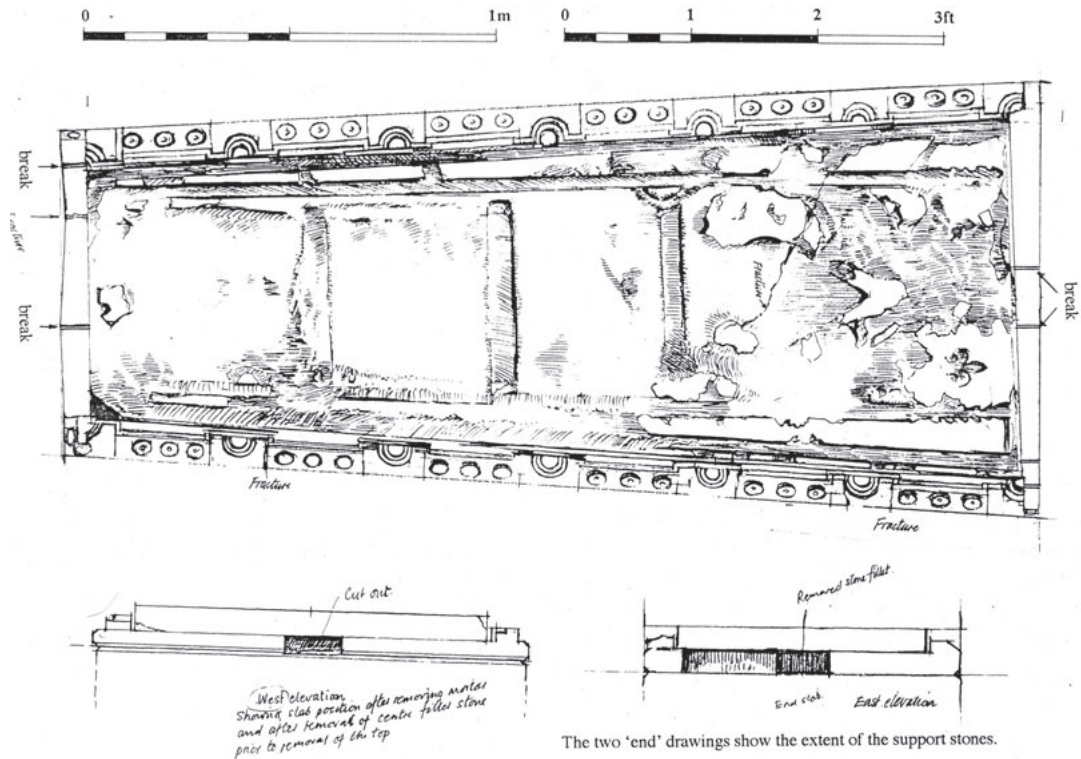 0 1m 0 1 2 3ft
break
break
break
Fracture
Fracture
Cut out.
Removed stone fillet.
West elevation
Showing slab position after removing mortar
and after removal of centre filler stone
prior to removal of the top
End slab.
East elevation
The two ‘end’ drawings show the extent of the support stones.